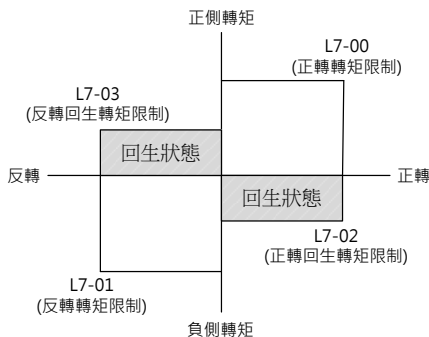 正側轉矩
L7-00
(正轉轉矩限制)
L7-03
(反轉回生轉矩限制)
回生狀態
反轉
正轉
回生狀態
L7-02
(正轉回生轉矩限制)
L7-01
(反轉轉矩限制)
負側轉矩